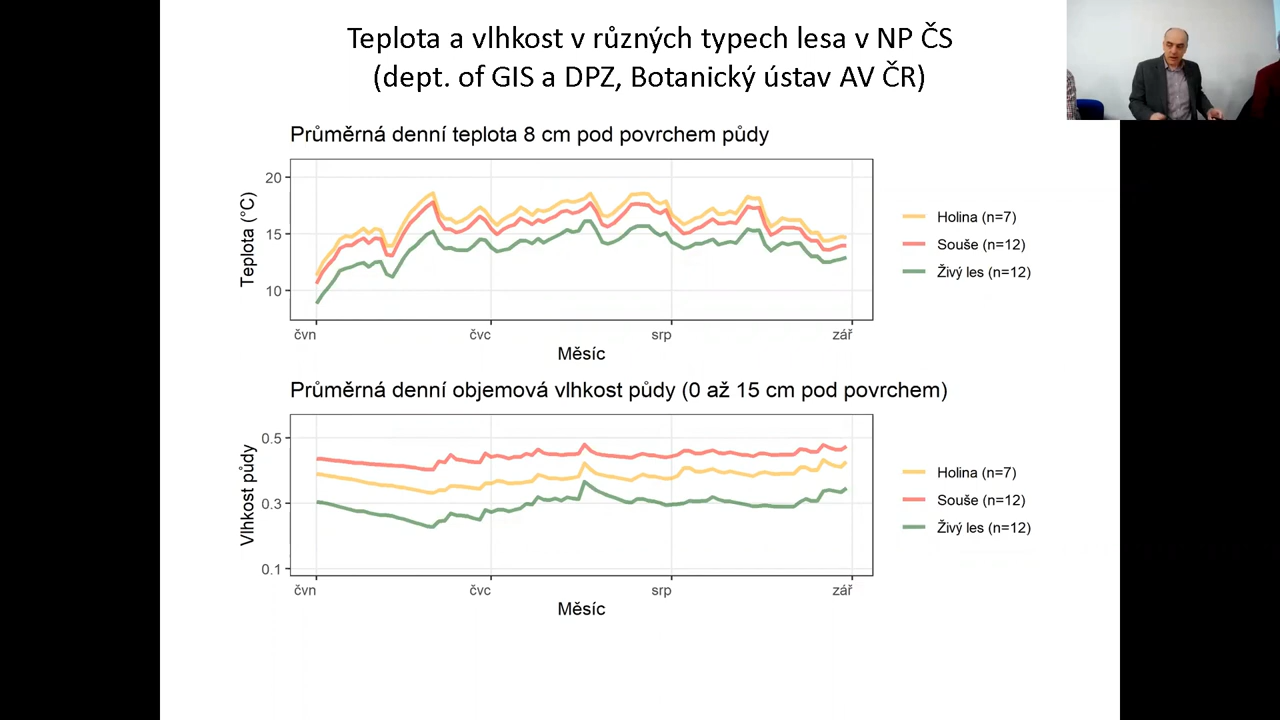 Teplota a vlhkost v různých typech lesa v NP ČS
(dept. of GIS a DPZ, Botanický ústav AV ČR)
Průměrná denní teplota 8 cm pod povrchem půdy
Teplota (°C)
20
15
10
čvn
čvc
srp
zář
Měsíc
Holina (n=7)
Souše (n=12)
Živý les (n=12)
Průměrná denní objemová vlhkost půdy (0 až 15 cm pod povrchem)
Vlhkost půdy
0.5
0.3
0.1
čvn
čvc
srp
zář
Měsíc
Holina (n=7)
Souše (n=12)
Živý les (n=12)